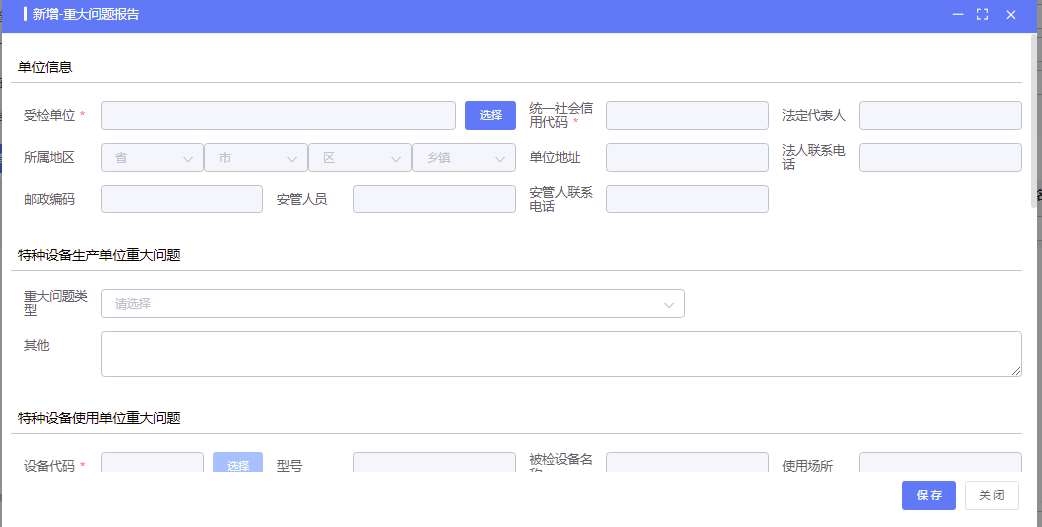 新增-重大问题报告
单位信息
受检单位 * 选择 统一社会信用代码 * 法定代表人
所属地区 省 市 区 乡镇 单位地址 法人联系电话
邮政编码 安管人员 安管人联系电话
特种设备生产单位重大问题
重大问题类型 请选择
其他
特种设备使用单位重大问题
设备代码 * 选择 型号 被检设备名称 使用场所
保存 关闭